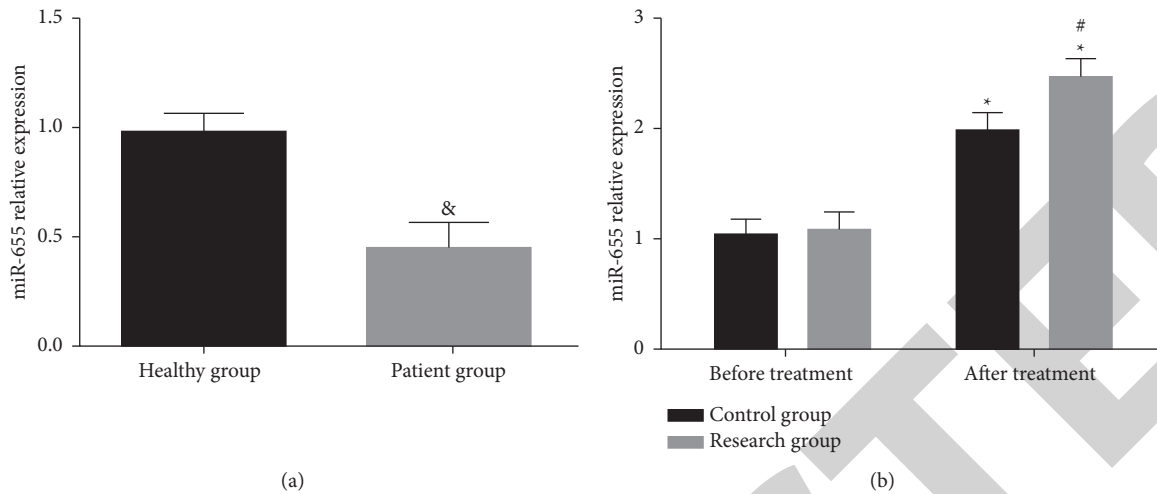 1.5
1.0
0.5
0.0
miR-655 relative expression
&
Healthy group
Patient group
(a)
3
2
1
0
miR-655 relative expression
*
#
*
Before treatment
After treatment
Control group
Research group
(b)